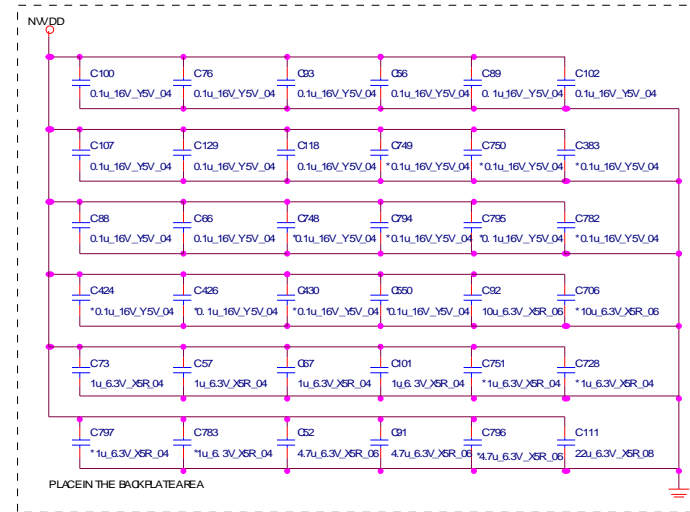 NVVDD
C100 C76 C93 C56 C89 C102
0.1u_16V_Y5V_04 0.1u_16V_Y5V_04 0.1u_16V_Y5V_04 0.1u_16V_Y5V_04 0.1u_16V_Y5V_04 0.1u_16V_Y5V_04
C107 C129 C118 C749 C750 C383
0.1u_16V_Y5V_04 0.1u_16V_Y5V_04 0.1u_16V_Y5V_04 *0.1u_16V_Y5V_04 *0.1u_16V_Y5V_04 *0.1u_16V_Y5V_04
C88 C66 C748 C794 C795 C782
0.1u_16V_Y5V_04 0.1u_16V_Y5V_04 *0.1u_16V_Y5V_04 *0.1u_16V_Y5V_04 *0.1u_16V_Y5V_04 *0.1u_16V_Y5V_04
C424 C426 C430 C550 C92 C706
*0.1u_16V_Y5V_04 *0.1u_16V_Y5V_04 *0.1u_16V_Y5V_04 *0.1u_16V_Y5V_04 10u_6.3V_X5R_06 *10u_6.3V_X5R_06
C73 C57 C67 C101 C751 C728
1u_6.3V_X5R_04 1u_6.3V_X5R_04 1u_6.3V_X5R_04 1u_6.3V_X5R_04 *1u_6.3V_X5R_04 *1u_6.3V_X5R_04
C797 C783 C52 C91 C796 C111
*1u_6.3V_X5R_04 *1u_6.3V_X5R_04 4.7u_6.3V_X5R_06 4.7u_6.3V_X5R_06 *4.7u_6.3V_X5R_06 22u_6.3V_X5R_08
PLACE IN THE BACKPLATE AREA